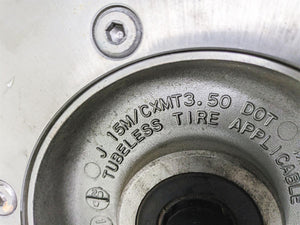 J 15M/CXMT3.50 DOT
TUBELESS TIRE APPLICABLE